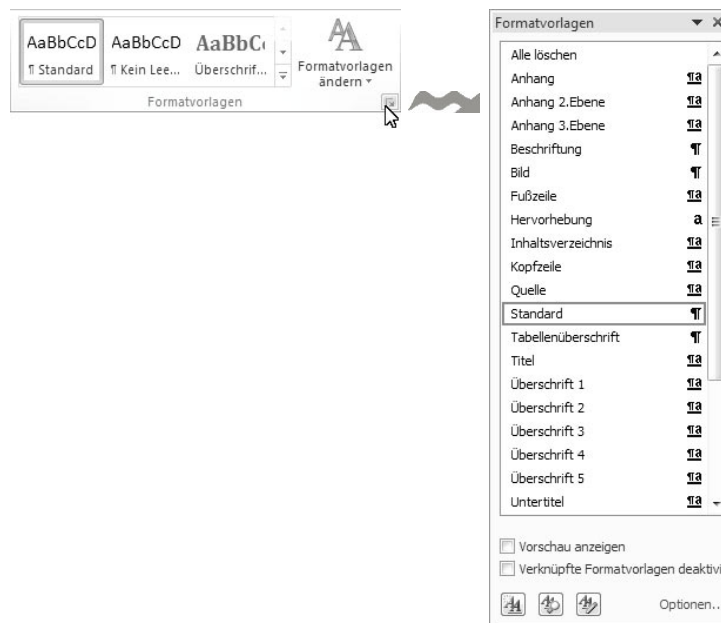 AaBbCcD AaBbCcD AaBbC
¶ Standard ¶ Kein Lee... Überschrif...
Formatvorlagen
ändern
Formatvorlagen
Formatvorlagen
Alle löschen
Anhang ¶a
Anhang 2.Ebene ¶a
Anhang 3.Ebene ¶a
Beschriftung ¶
Bild ¶
Fußzeile ¶a
Hervorhebung a
Inhaltsverzeichnis ¶a
Kopfzeile ¶a
Quelle ¶a
Standard ¶
Tabellenüberschrift ¶
Titel ¶a
Überschrift 1 ¶a
Überschrift 2 ¶a
Überschrift 3 ¶a
Überschrift 4 ¶a
Überschrift 5 ¶a
Untertitel ¶a
Vorschau anzeigen
Verknüpfte Formatvorlagen deaktivi
Optionen...